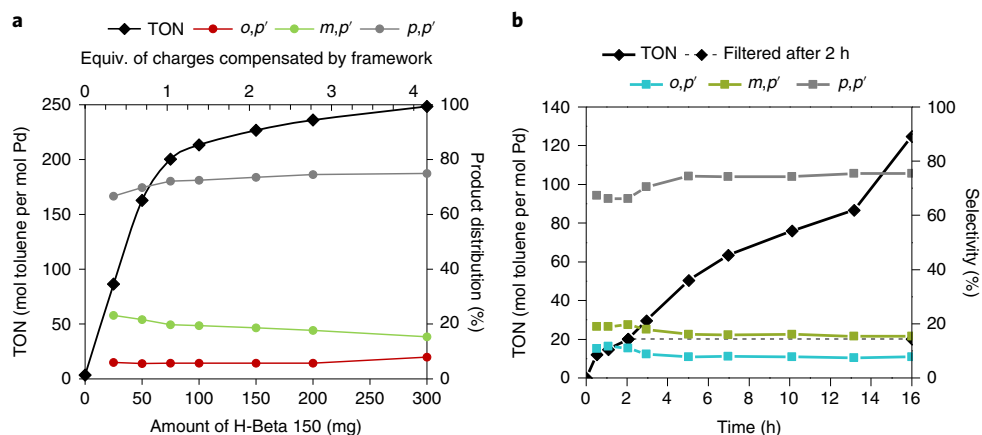 a
TON o,p′ m,p′ p,p′
Equiv. of charges compensated by framework
0 1 2 3 4
250 200 150 100 50 0
TON (mol toluene per mol Pd)
100 80 60 40 20 0
Product distribution (%)
0 50 100 150 200 300
Amount of H-Beta 150 (mg)
b
TON Filtered after 2 h
o,p′ m,p′ p,p′
140 120 100 80 60 40 20 0
TON (mol toluene per mol Pd)
100 80 60 40 20 0
Selectivity (%)
0 2 4 6 8 10 12 14 16
Time (h)